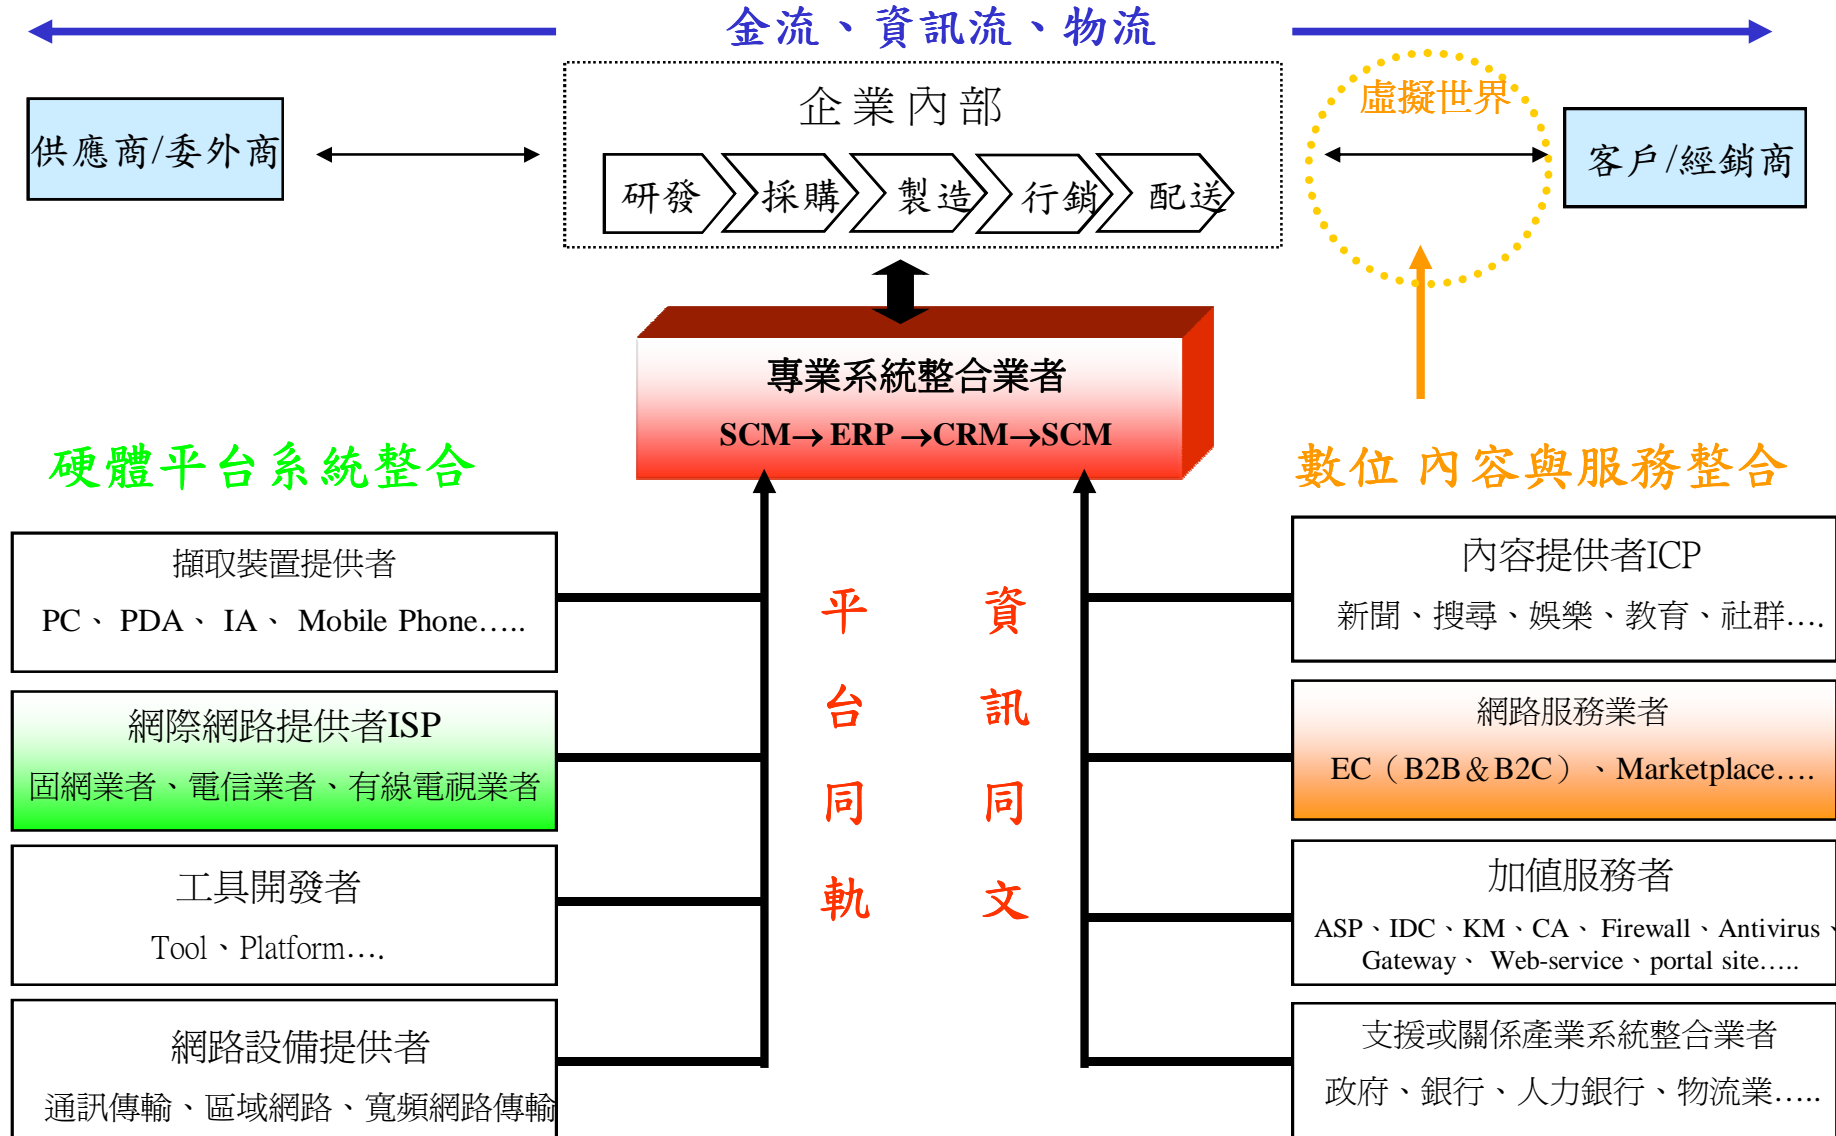 金流、資訊流、物流
企業內部
虛擬世界
供應商/委外商
客戶/經銷商
研發
採購
製造
行銷
配送
專業系統整合業者
SCM→ ERP →CRM→SCM
硬體平台系統整合
數位 內容與服務整合
擷取裝置提供者
PC、 PDA、 IA、 Mobile Phone…..
網際網路提供者ISP
固網業者、電信業者、有線電視業者
工具開發者
Tool、Platform….
網路設備提供者
通訊傳輸、區域網路、寬頻網路傳輸
平台同軌
資訊同文
內容提供者ICP
新聞、搜尋、娛樂、教育、社群….
網路服務業者
EC（B2B＆B2C）、Marketplace….
加值服務者
ASP、IDC、KM、CA、 Firewall、Antivirus、
Gateway、 Web-service、portal site…..
支援或關係產業系統整合業者
政府、銀行、人力銀行、物流業…..